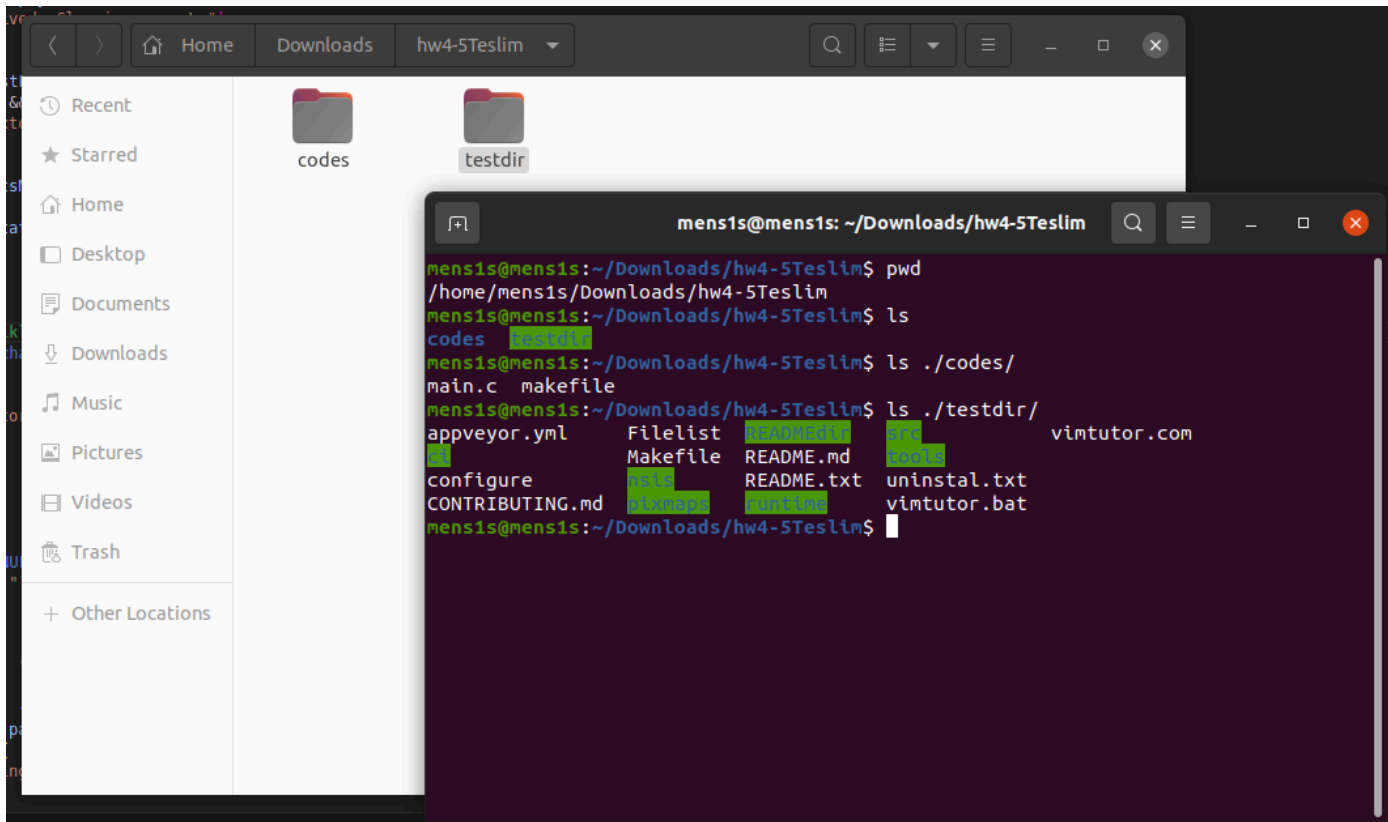 Home Downloads hw4-5Teslim
Recent
Starred
Home
Desktop
Documents
Downloads
Music
Pictures
Videos
Trash
Other Locations
codes testdir
mens1s@mens1s: ~/Downloads/hw4-5Teslim
mens1s@mens1s:~/Downloads/hw4-5Teslim$ pwd
/home/mens1s/Downloads/hw4-5Teslim
mens1s@mens1s:~/Downloads/hw4-5Teslim$ ls
codes testdir
mens1s@mens1s:~/Downloads/hw4-5Teslim$ ls ./codes/
main.c makefile
mens1s@mens1s:~/Downloads/hw4-5Teslim$ ls ./testdir/
appveyor.yml Filelist READMEdir src vimtutor.com
ci Makefile README.md tools
configure nsis README.txt uninstal.txt
CONTRIBUTING.md pixmaps runtime vimtutor.bat
mens1s@mens1s:~/Downloads/hw4-5Teslim$